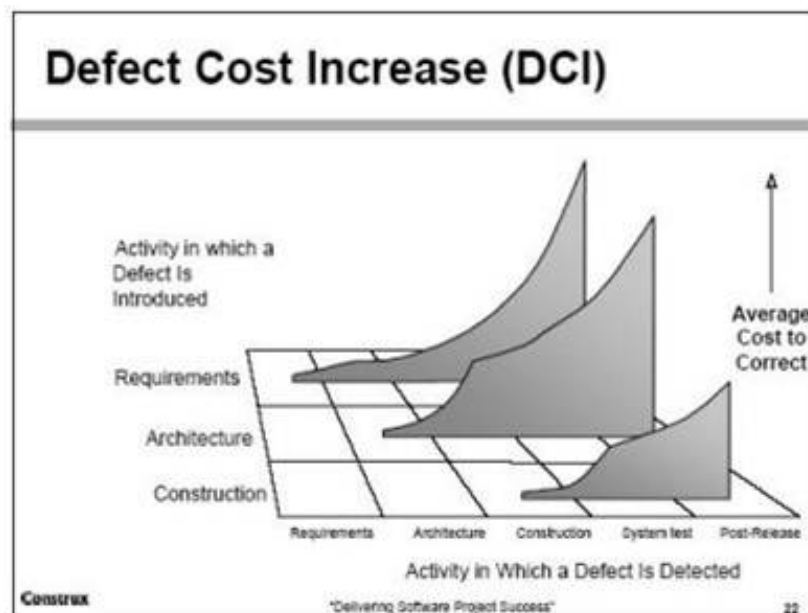 Defect Cost Increase (DCI)
Activity in which a
Defect Is
Introduced
Average
Cost to
Correct
Requirements
Architecture
Construction
Requirements
Architecture
Construction
System test
Post-Release
Activity in Which a Defect Is Detected
Construx
"Delivering Software Project Success"